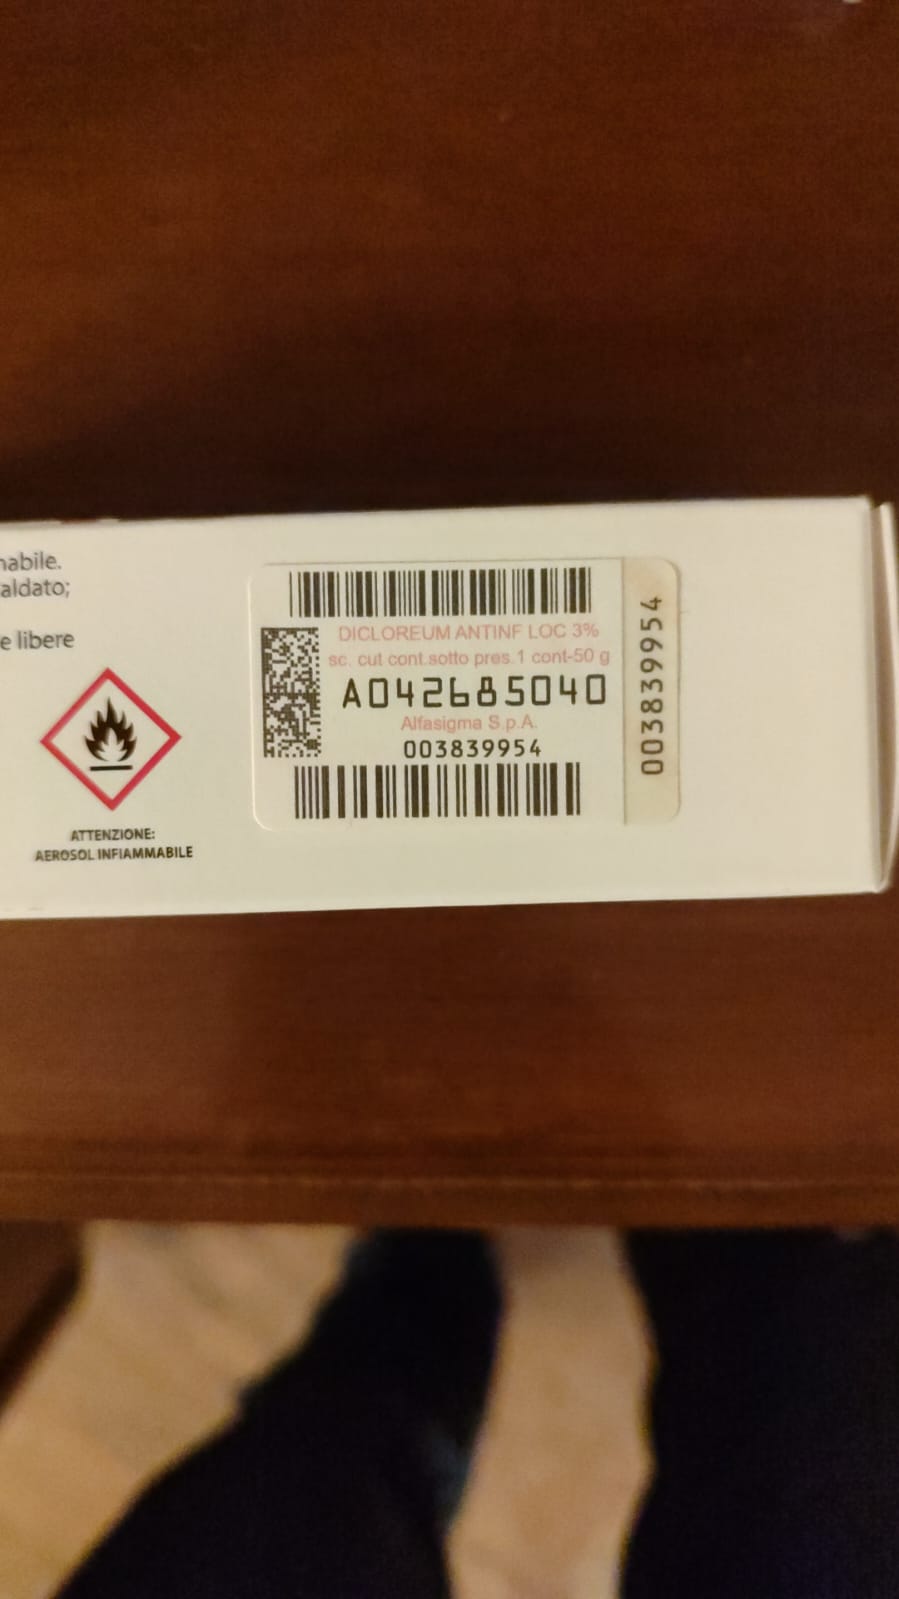 aldato;
e libere
ATTENZIONE:
AEROSOL INFIAMMABILE
DICLOREUM ANTINF LOC 3%
sc. cut cont.sotto pres.1 cont-50 g
A042685040
Alfasigma S.p.A.
003839954
003839954